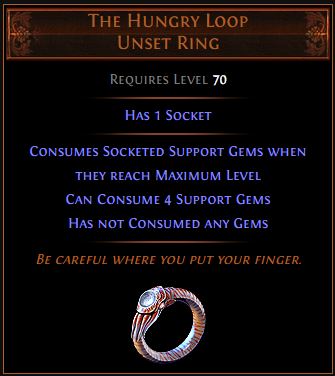 The Hungry Loop
Unset Ring
Requires Level 70
Has 1 Socket
Consumes Socketed Support Gems when
they reach Maximum Level
Can Consume 4 Support Gems
Has not Consumed any Gems
Be careful where you put your finger.